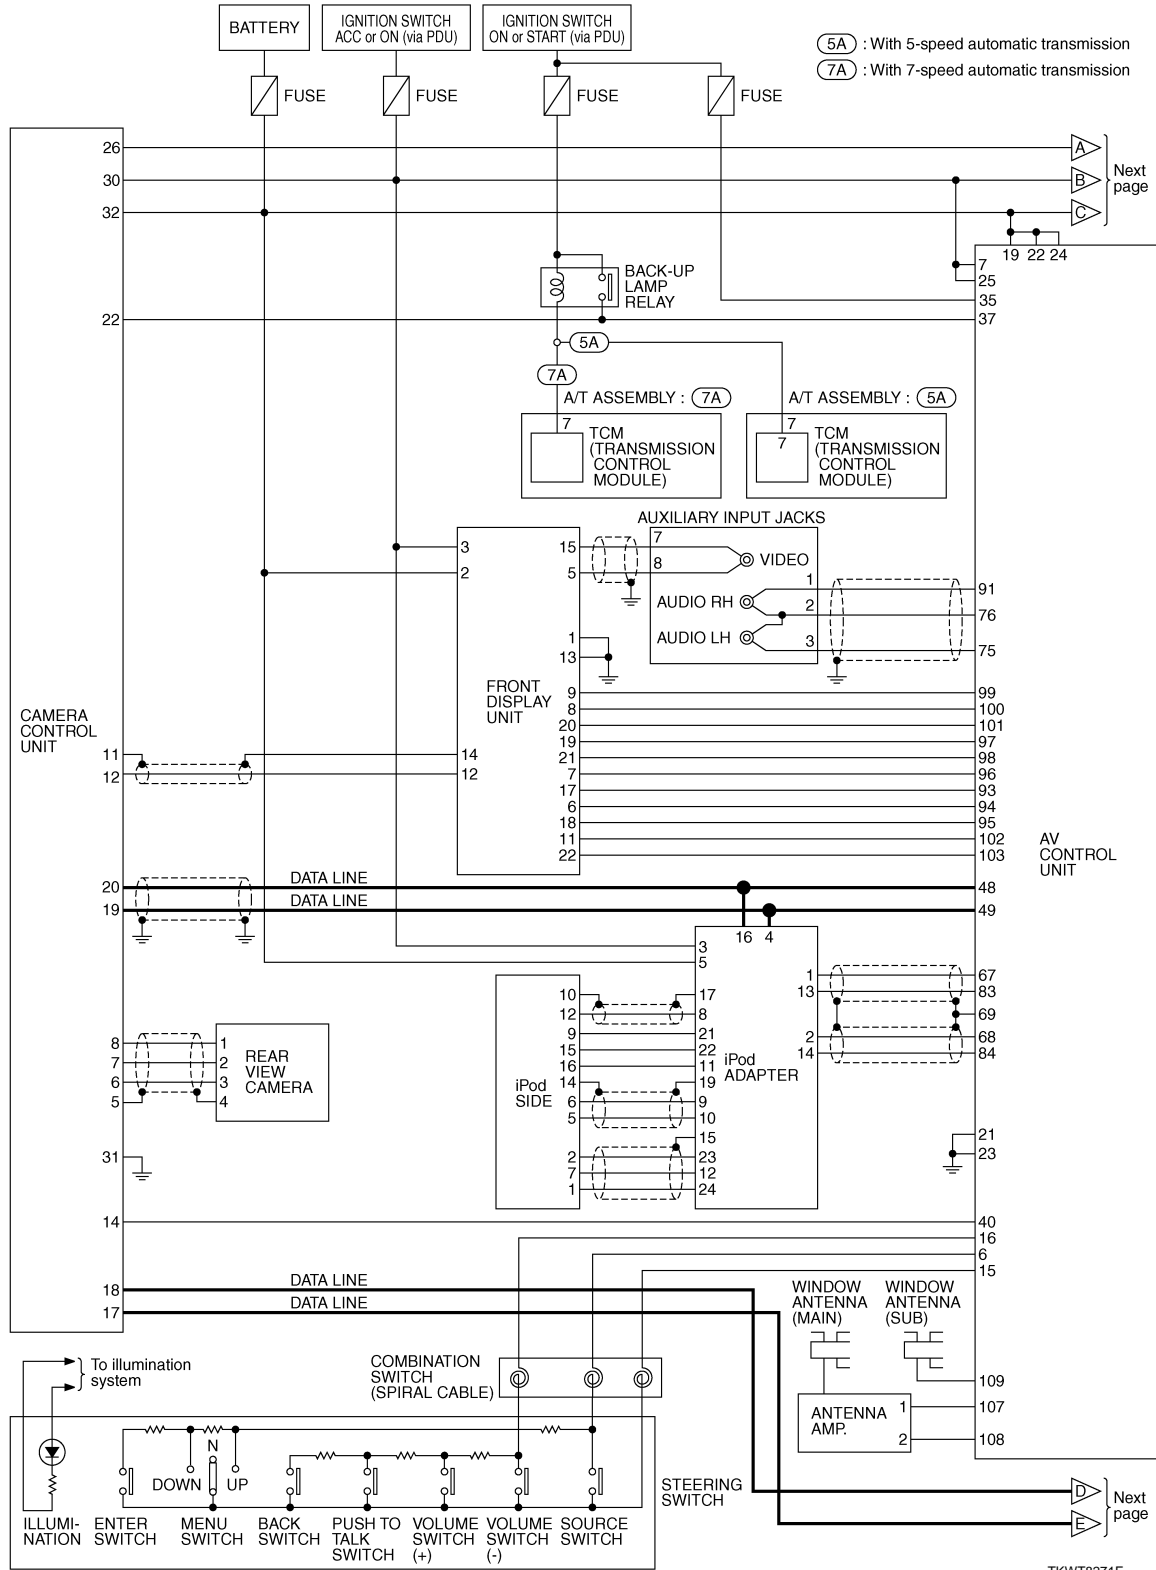 BATTERY
IGNITION SWITCH
ACC or ON (via PDU)
IGNITION SWITCH
ON or START (via PDU)
5A : With 5-speed automatic transmission
7A : With 7-speed automatic transmission
FUSE
FUSE
FUSE
FUSE
26
A
30
B
Next
page
32
C
19 22 24
7
25
BACK-UP
LAMP
RELAY
35
22
37
5A
7A
A/T ASSEMBLY : 7A
A/T ASSEMBLY : 5A
7
TCM
(TRANSMISSION
CONTROL
MODULE)
7
7
TCM
(TRANSMISSION
CONTROL
MODULE)
AUXILIARY INPUT JACKS
3
15
7
2
5
8
VIDEO
1
91
AUDIO RH
2
76
AUDIO LH
3
75
1
13
FRONT
DISPLAY
UNIT
9
99
8
100
20
101
19
97
21
98
7
96
17
93
6
94
18
95
11
102
22
103
CAMERA
CONTROL
UNIT
11
14
12
12
AV
CONTROL
UNIT
20
DATA LINE
48
19
DATA LINE
49
16 4
3
5
1
67
13
83
69
2
68
14
84
iPod
ADAPTER
iPod
SIDE
10
17
12
8
9
21
15
22
16
11
14
19
6
9
5
10
15
2
23
7
12
1
24
8
1
7
2
6
3
5
4
REAR
VIEW
CAMERA
21
23
31
14
40
16
6
15
18
DATA LINE
17
DATA LINE
WINDOW
ANTENNA
(MAIN)
WINDOW
ANTENNA
(SUB)
109
ANTENNA
AMP.
1
107
2
108
To illumination
system
COMBINATION
SWITCH
(SPIRAL CABLE)
N
DOWN
UP
STEERING
SWITCH
ILLUMI-
NATION
ENTER
SWITCH
MENU
SWITCH
BACK
SWITCH
PUSH TO
TALK
SWITCH
VOLUME
SWITCH
(+)
VOLUME
SWITCH
(-)
SOURCE
SWITCH
D
E
Next
page